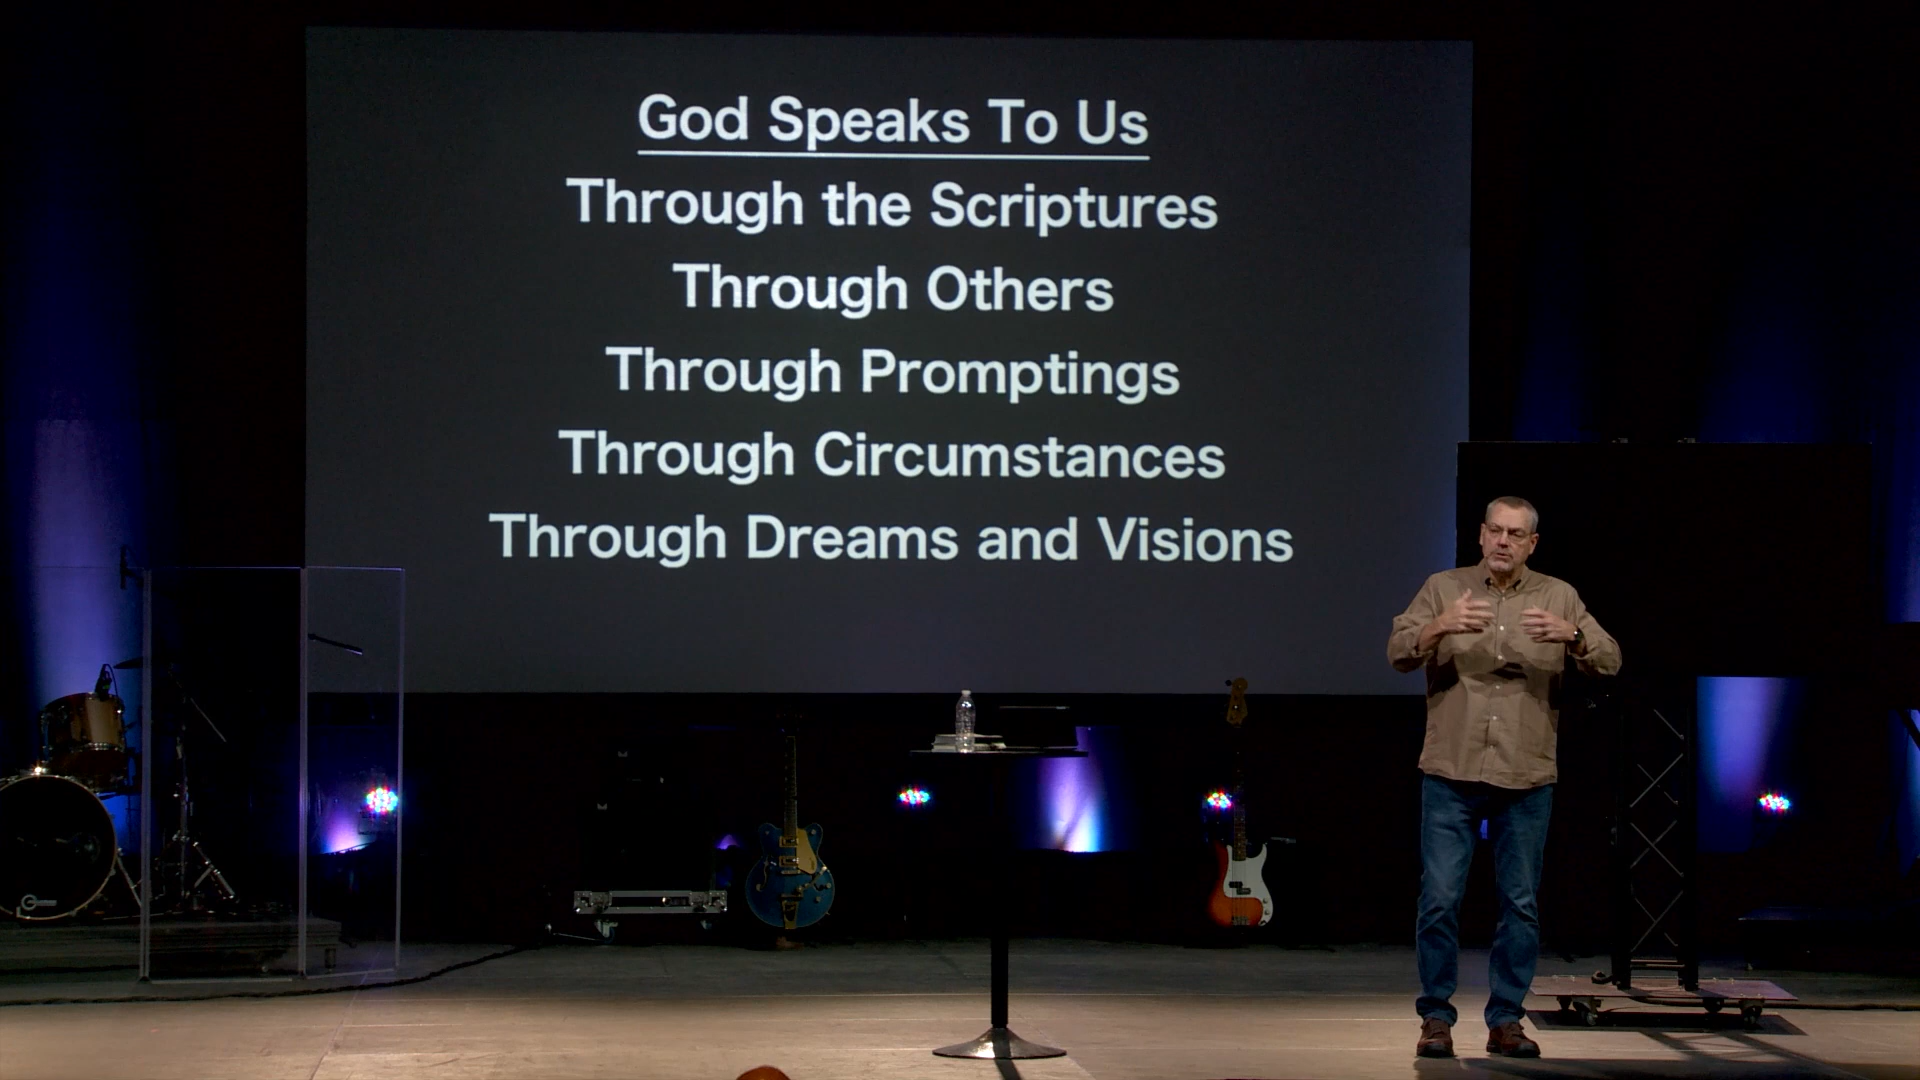 God Speaks To Us
Through the Scriptures
Through Others
Through Promptings
Through Circumstances
Through Dreams and Visions